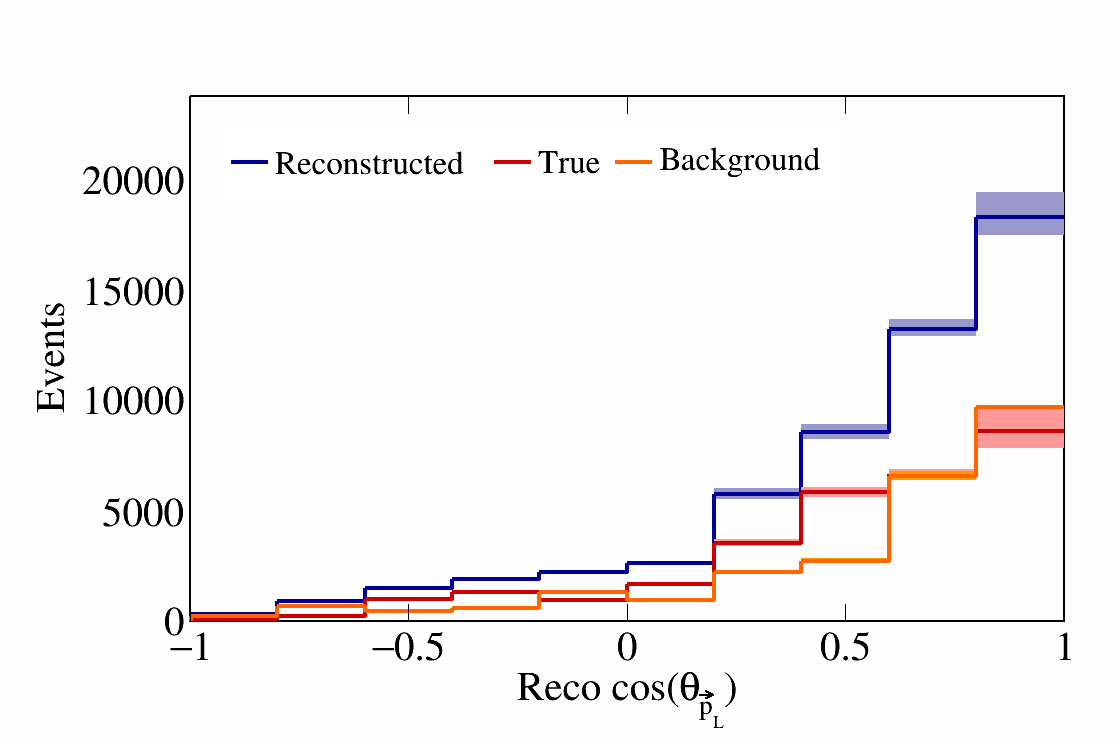 Reconstructed True Background
20000
15000
10000
5000
0
Events
−1 −0.5 0 0.5 1
Reco cos(θ p⃗ L )